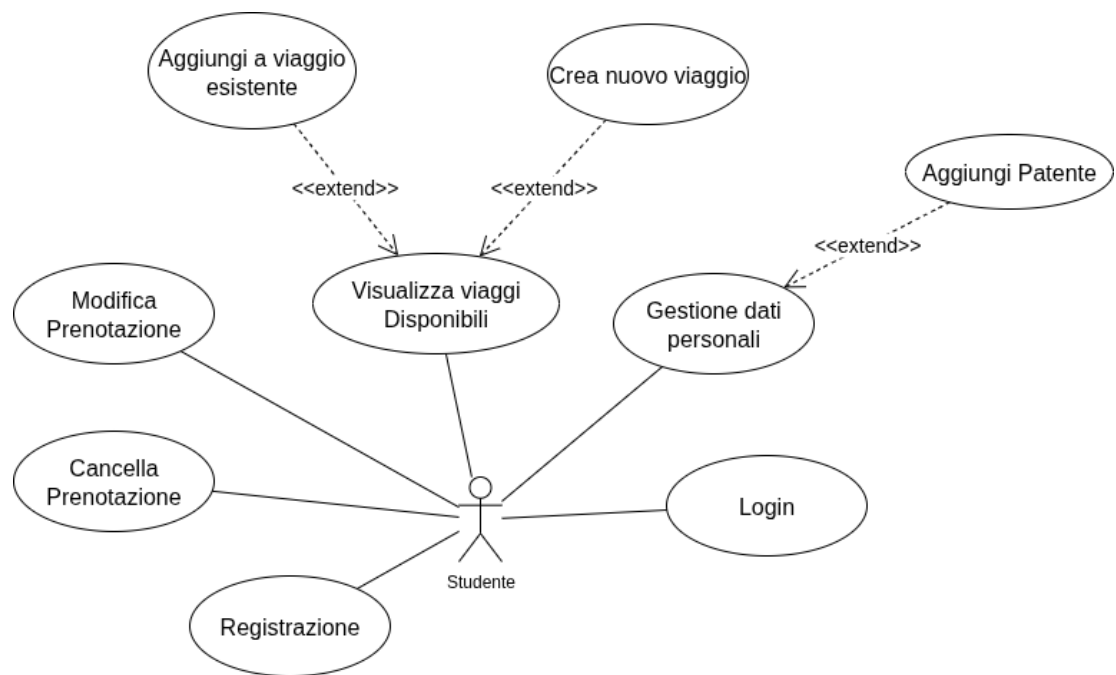 Aggiungi a viaggio
esistente
Crea nuovo viaggio
<<extend>>
<<extend>>
Aggiungi Patente
<<extend>>
Visualizza viaggi
Disponibili
Modifica
Prenotazione
Gestione dati
personali
Cancella
Prenotazione
Login
Studente
Registrazione